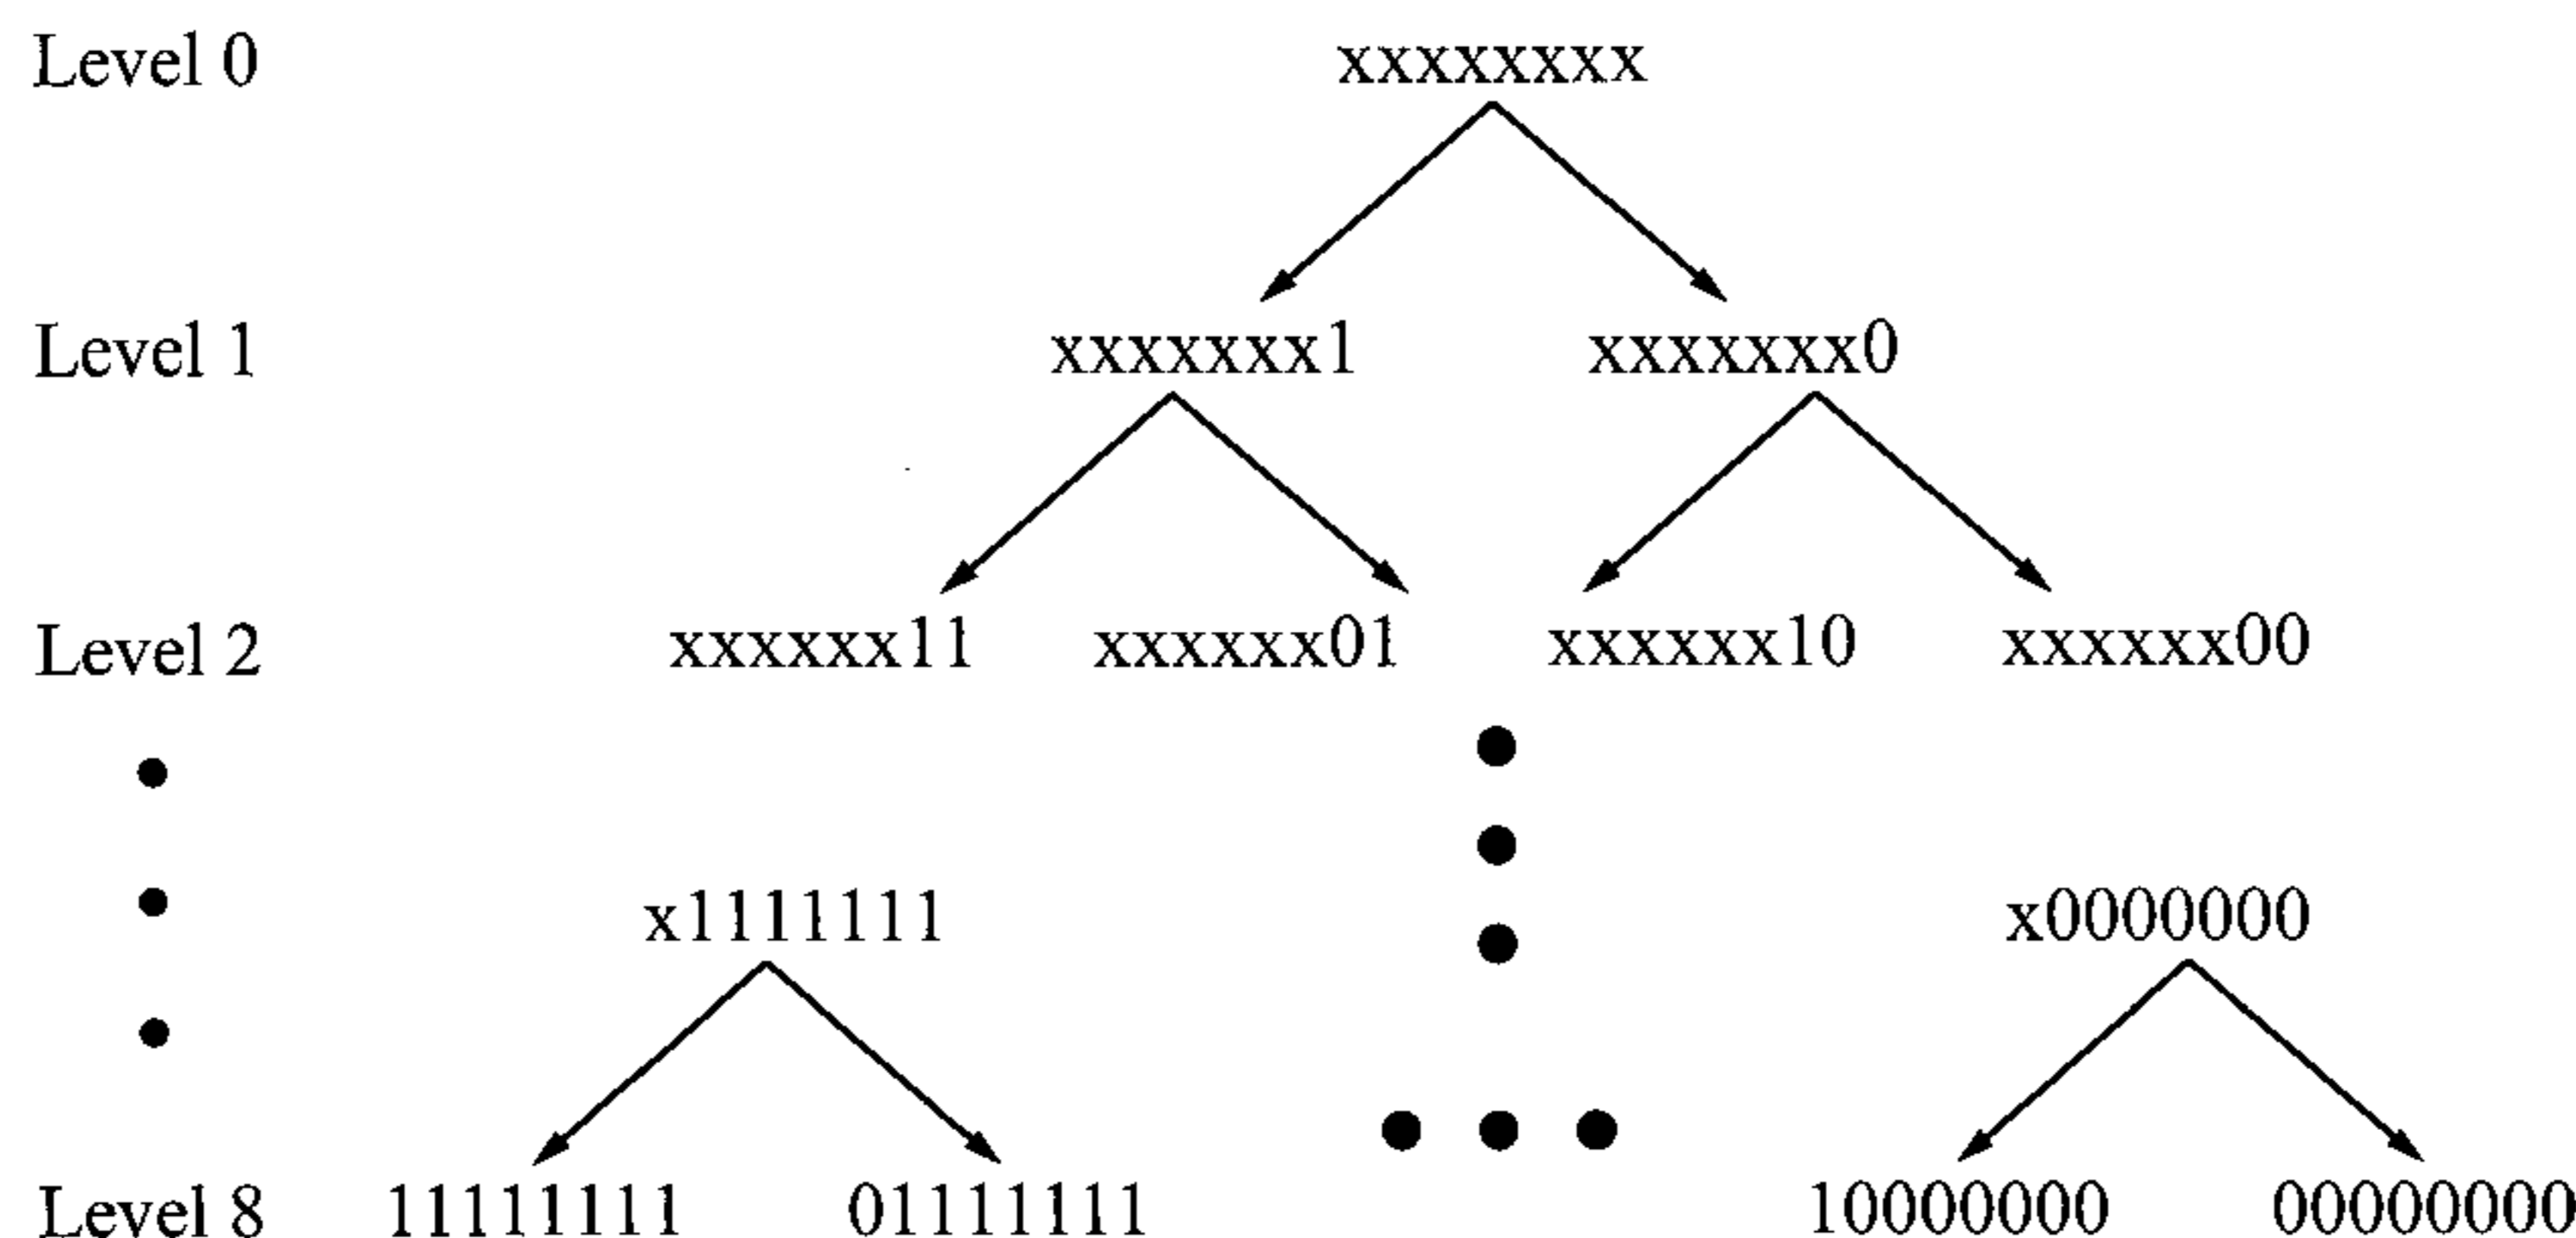 Level 0 xxxxxxxx
Level 1 xxxxxxx1 xxxxxxx0
Level 2 xxxxxx11 xxxxxx01 xxxxxx10 xxxxxx00
x1111111 x0000000
Level 8 11111111 01111111 10000000 00000000